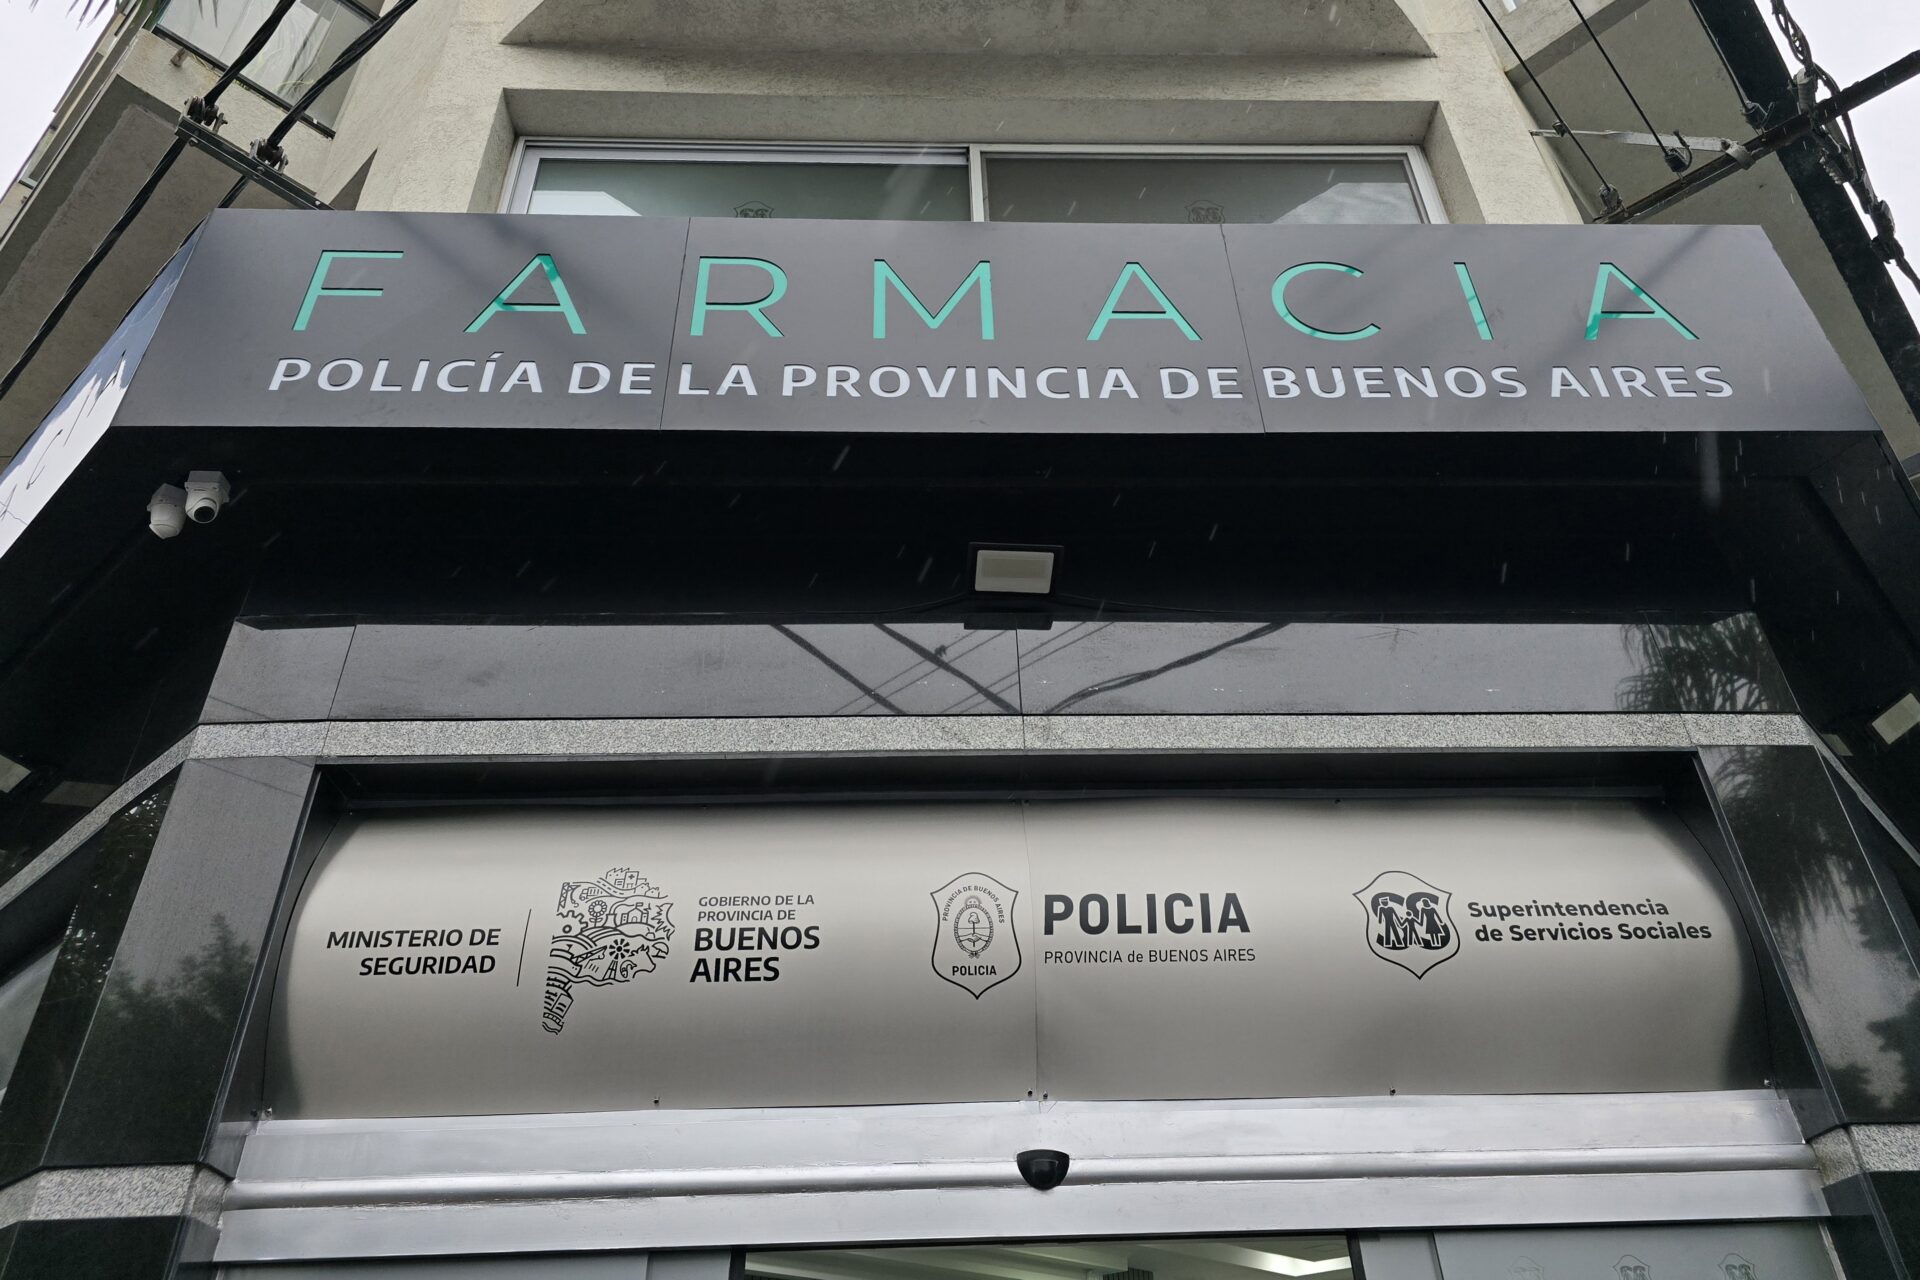 FARMACIA
POLICÍA DE LA PROVINCIA DE BUENOS AIRES
MINISTERIO DE
SEGURIDAD
GOBIERNO DE LA
PROVINCIA DE
BUENOS
AIRES
PROVINCIA DE BUENOS AIRES
POLICIA
POLICIA
PROVINCIA de BUENOS AIRES
Superintendencia
de Servicios Sociales